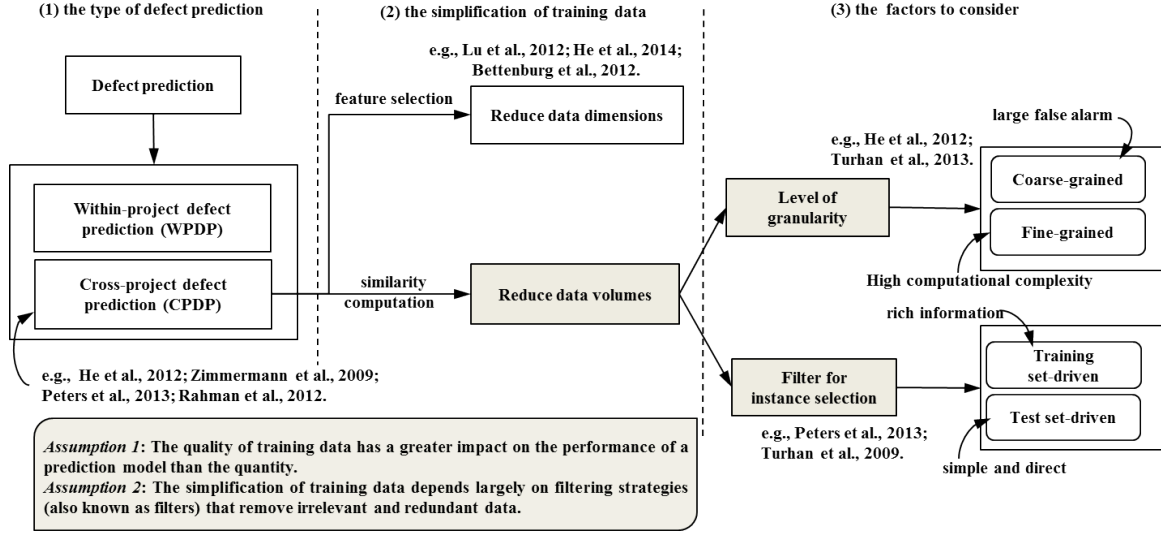 (1) the type of defect prediction
(2) the simplification of training data
(3) the factors to consider
Defect prediction
Within-project defect
prediction (WPDP)
Cross-project defect
prediction (CPDP)
e.g., He et al., 2012; Zimmermann et al., 2009;
Peters et al., 2013; Rahman et al., 2012.
e.g., Lu et al., 2012; He et al., 2014;
Bettenburg et al., 2012.
feature selection
Reduce data dimensions
similarity
computation
Reduce data volumes
e.g., He et al., 2012;
Turhan et al., 2013.
Level of
granularity
large false alarm
Coarse-grained
Fine-grained
High computational complexity
rich information
Filter for
instance selection
Training
set-driven
Test set-driven
e.g., Peters et al., 2013;
Turhan et al., 2009.
simple and direct
Assumption 1: The quality of training data has a greater impact on the performance of a
prediction model than the quantity.
Assumption 2: The simplification of training data depends largely on filtering strategies
(also known as filters) that remove irrelevant and redundant data.